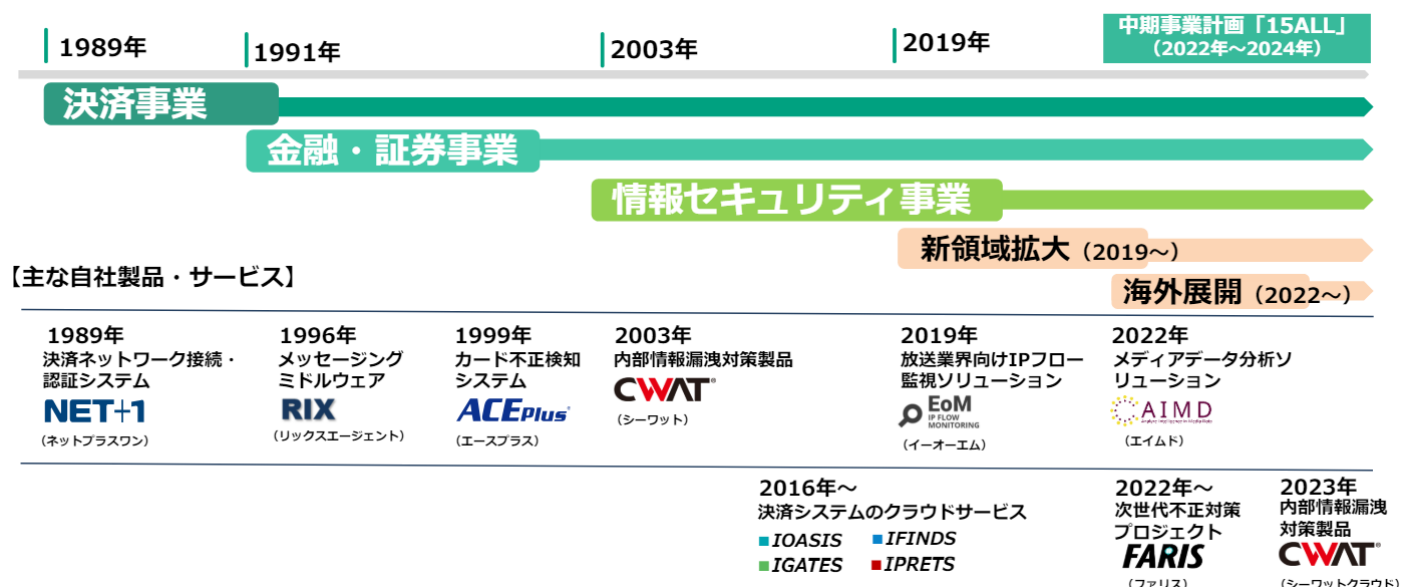 1989年
1991年
2003年
2019年
中期事業計画「15ALL」
（2022年～2024年）
決済事業
金融・証券事業
情報セキュリティ事業
新領域拡大（2019～）
海外展開（2022～）
【主な自社製品・サービス】
1989年
決済ネットワーク接続・
認証システム
NET+1
（ネットプラスワン）
1996年
メッセージング
ミドルウェア
RIX
（リックスエージェント）
1999年
カード不正検知
システム
ACEPlus
（エースプラス）
2003年
内部情報漏洩対策製品
CWAT
（シーワット）
2019年
放送業界向けIPフロー
監視ソリューション
EoM
IP FLOW
MONITORING
（イーオーエム）
2022年
メディアデータ分析ソ
リューション
AIMD
（エイムド）
2016年～
決済システムのクラウドサービス
■IOASIS ■IFINDS
■IGATES ■IPRETS
2022年～
次世代不正対策
プロジェクト
FARIS
（ファリス）
2023年
内部情報漏洩
対策製品
CWAT
（シーワットクラウド）